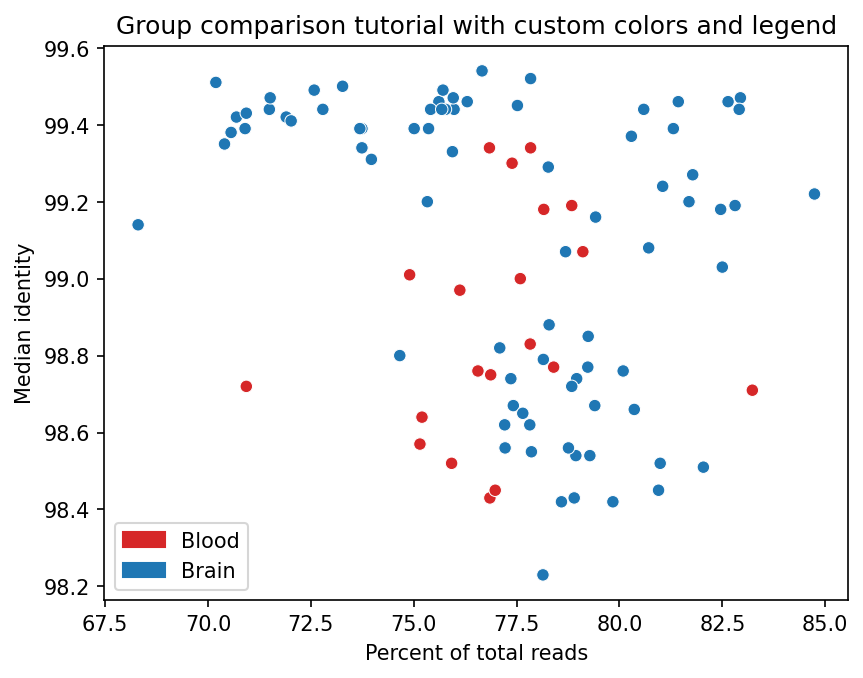 Group comparison tutorial with custom colors and legend
99.6
99.4
99.2
99.0
98.8
98.6
98.4
98.2
Median identity
Blood
Brain
67.5 70.0 72.5 75.0 77.5 80.0 82.5 85.0
Percent of total reads